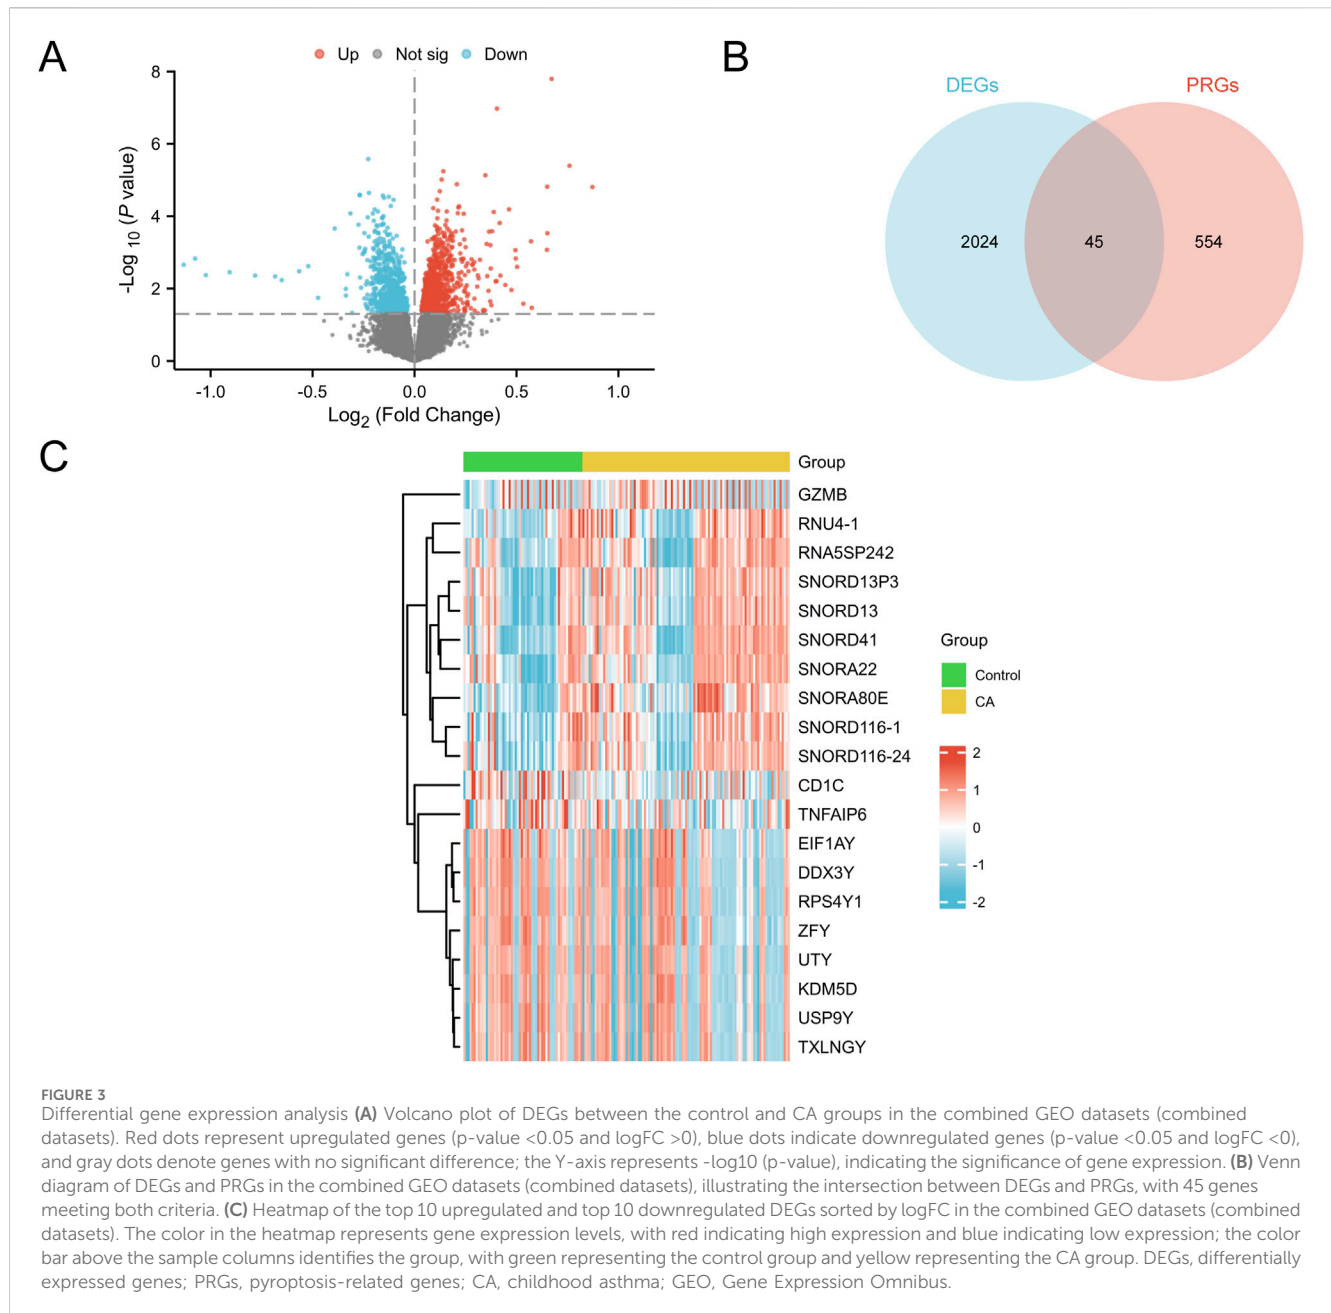 A
Up Not sig Down
8
6
4
2
0
-Log 10 (P value)
-1.0 -0.5 0.0 0.5 1.0
Log2 (Fold Change)
B
DEGs PRGs
2024 45 554
C
Group
GZMB
RNU4-1
RNA5SP242
SNORD13P3
SNORD13
SNORD41
SNORA22
SNORA80E
SNORD116-1
SNORD116-24
CD1C
TNFAIP6
EIF1AY
DDX3Y
RPS4Y1
ZFY
UTY
KDM5D
USP9Y
TXLNGY
Group
Control
CA
2
1
0
-1
-2
FIGURE 3
Differential gene expression analysis (A) Volcano plot of DEGs between the control and CA groups in the combined GEO datasets (combined
datasets). Red dots represent upregulated genes (p-value <0.05 and logFC >0), blue dots indicate downregulated genes (p-value <0.05 and logFC <0),
and gray dots denote genes with no significant difference; the Y-axis represents -log10 (p-value), indicating the significance of gene expression. (B) Venn
diagram of DEGs and PRGs in the combined GEO datasets (combined datasets), illustrating the intersection between DEGs and PRGs, with 45 genes
meeting both criteria. (C) Heatmap of the top 10 upregulated and top 10 downregulated DEGs sorted by logFC in the combined GEO datasets (combined
datasets). The color in the heatmap represents gene expression levels, with red indicating high expression and blue indicating low expression; the color
bar above the sample columns identifies the group, with green representing the control group and yellow representing the CA group. DEGs, differentially
expressed genes; PRGs, pyroptosis-related genes; CA, childhood asthma; GEO, Gene Expression Omnibus.